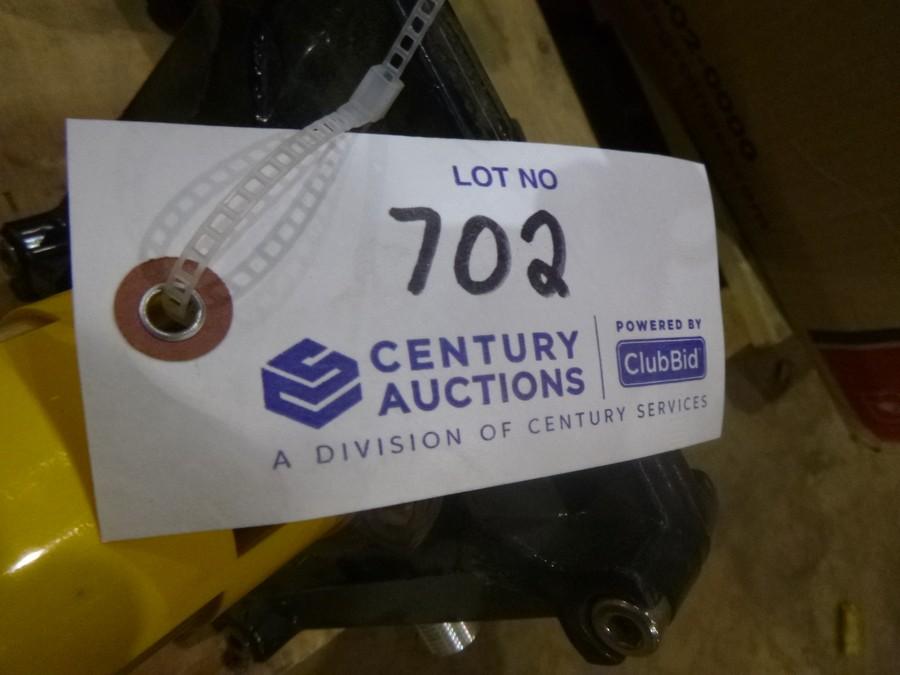 LOT NO
702
CENTURY
AUCTIONS
POWERED BY
ClubBid
A DIVISION OF CENTURY SERVICES